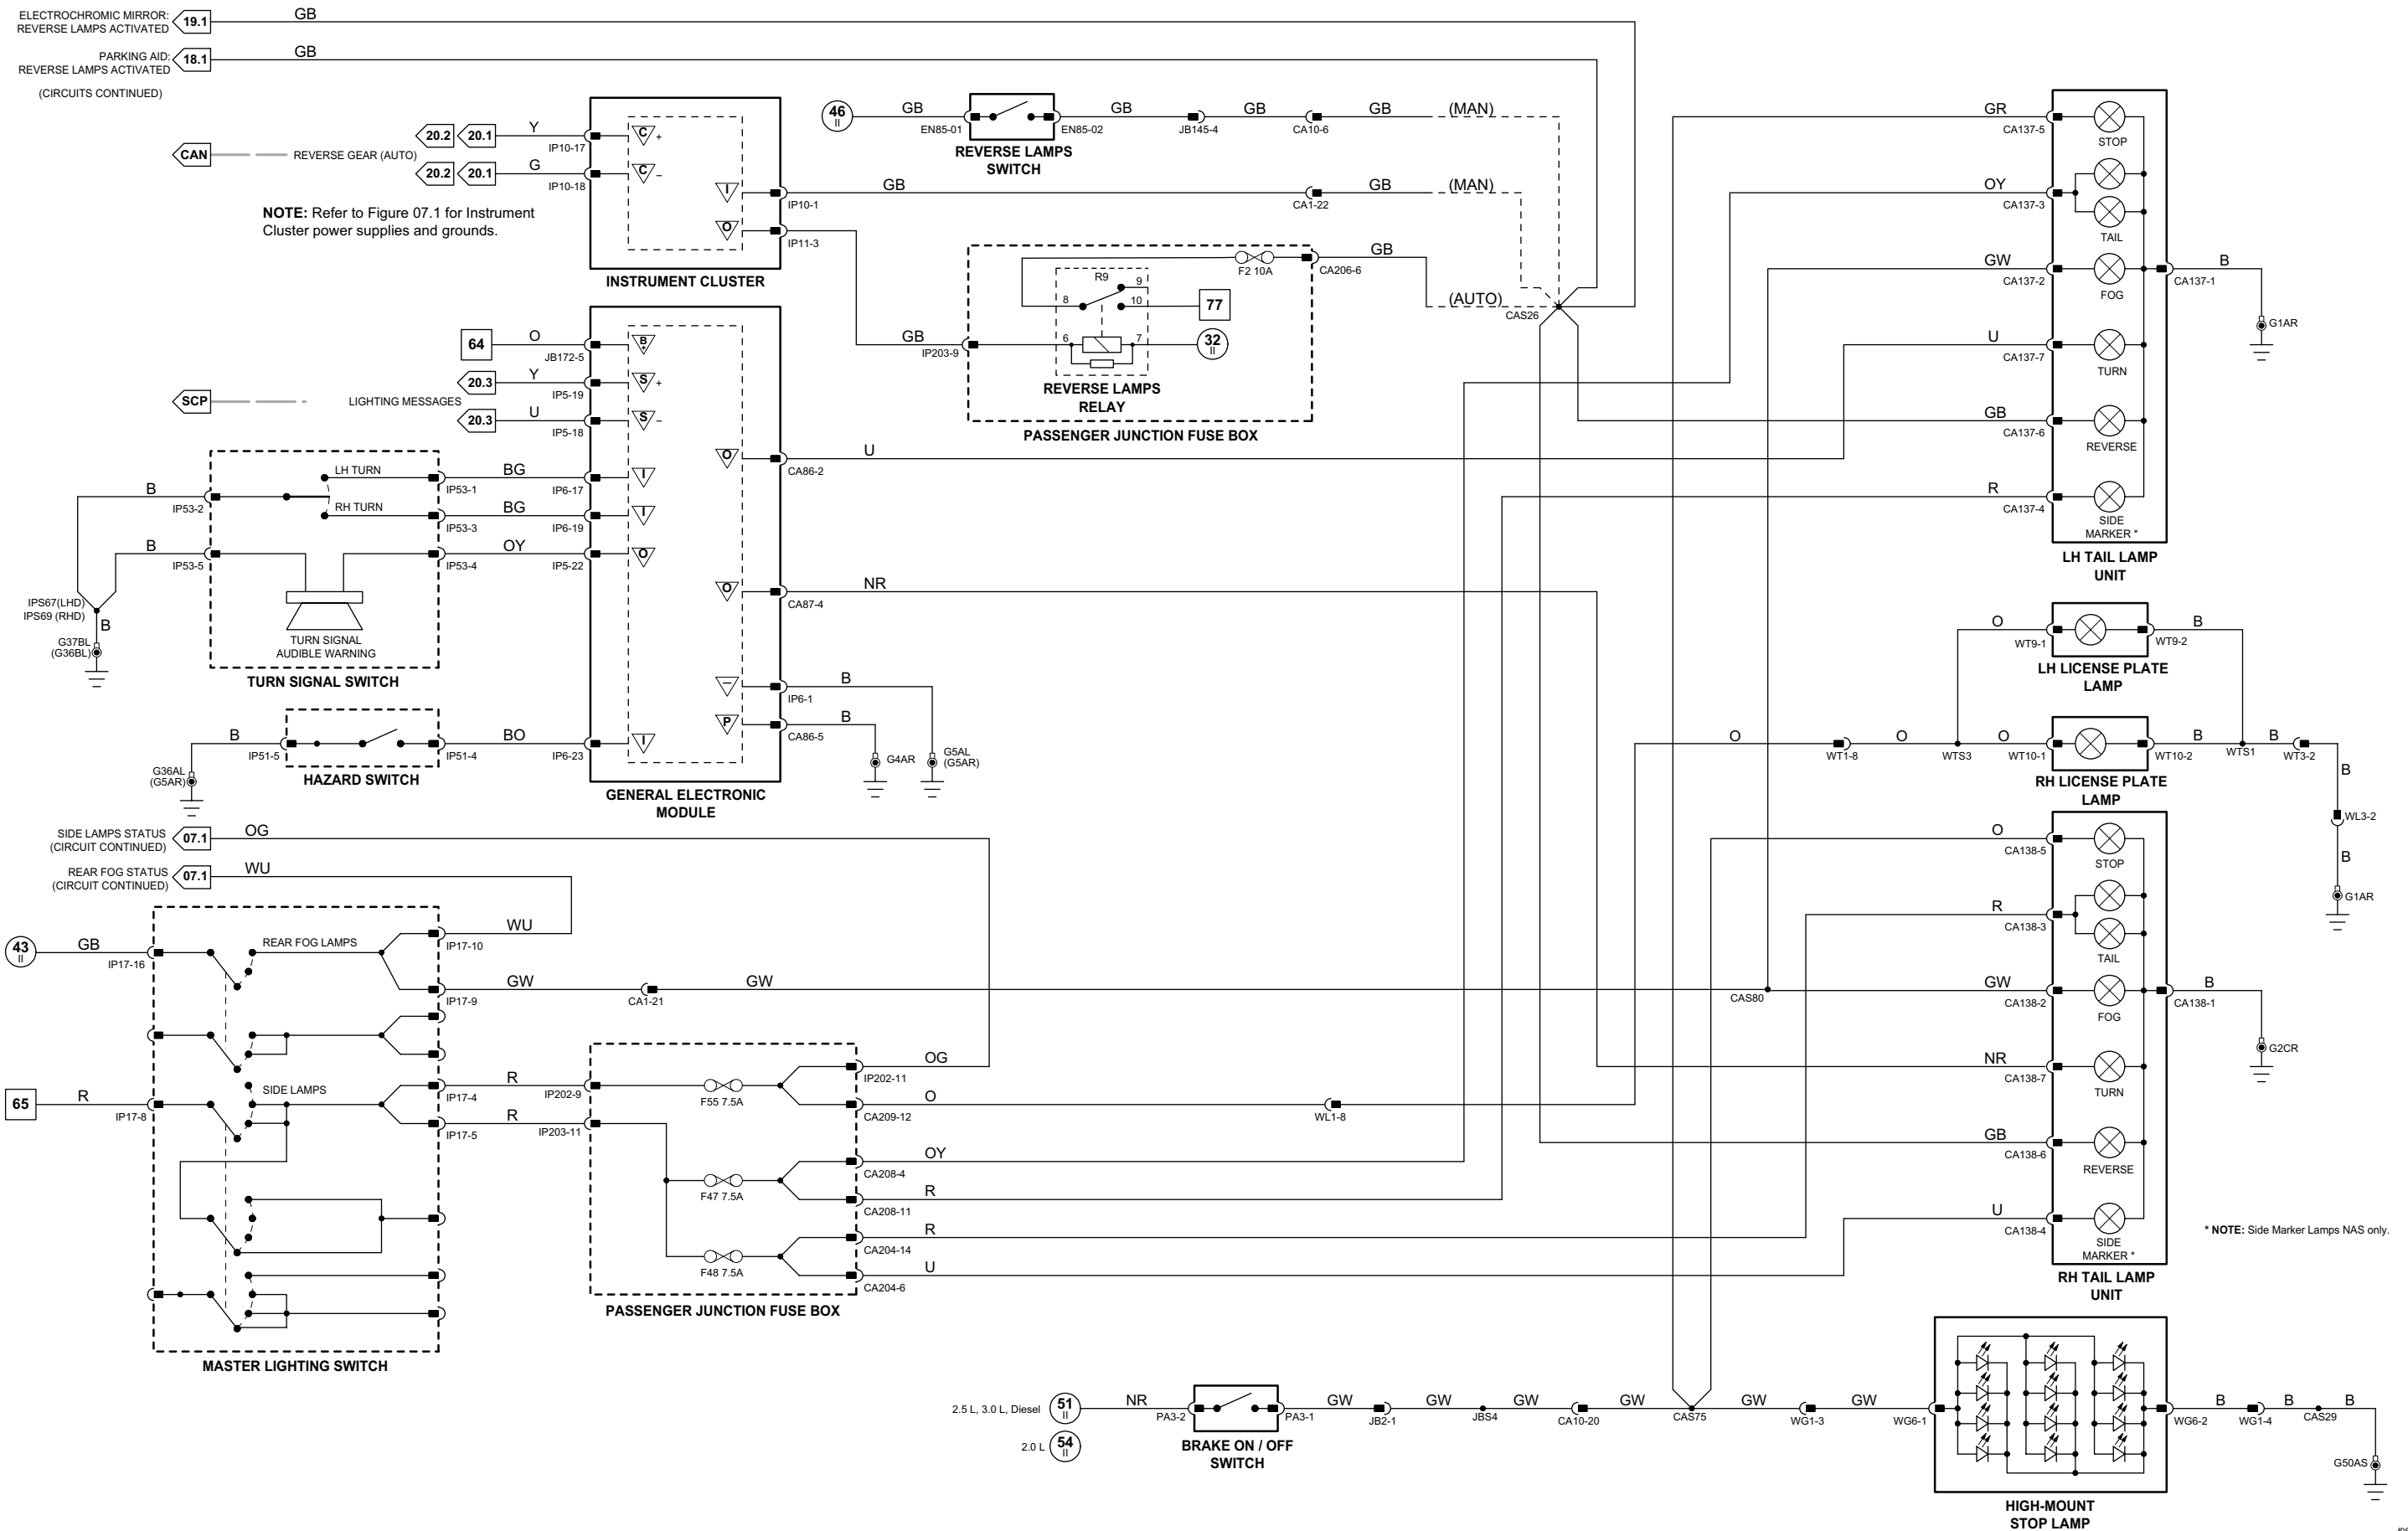 ELECTROCHROMIC MIRROR:
REVERSE LAMPS ACTIVATED
19.1
GB
PARKING AID:
REVERSE LAMPS ACTIVATED
18.1
GB
(CIRCUITS CONTINUED)
CAN
REVERSE GEAR (AUTO)
20.2
20.1
Y
IP10-17
C
+
20.2
20.1
G
IP10-18
C
–
NOTE: Refer to Figure 07.1 for Instrument
Cluster power supplies and grounds.
I
IP10-1
GB
CA1-22
GB
(MAN)
O
IP11-3
INSTRUMENT CLUSTER
46
II
GB
EN85-01
EN85-02
GB
JB145-4
GB
CA10-6
GB
(MAN)
REVERSE LAMPS
SWITCH
R9
9
8
10
77
F2 10A
CA206-6
GB
(AUTO)
CAS26
GB
IP203-9
6
7
32
II
REVERSE LAMPS
RELAY
PASSENGER JUNCTION FUSE BOX
64
O
JB172-5
B
+
SCP
LIGHTING MESSAGES
20.3
Y
IP5-19
S
+
20.3
U
IP5-18
S
–
O
CA86-2
U
LH TURN
IP53-1
BG
IP6-17
I
B
IP53-2
RH TURN
IP53-3
BG
IP6-19
I
B
IP53-5
IP53-4
OY
IP5-22
O
O
CA87-4
NR
IPS67(LHD)
IPS69 (RHD)
B
G37BL
(G36BL)
TURN SIGNAL
AUDIBLE WARNING
TURN SIGNAL SWITCH
–
IP6-1
B
P
CA86-5
B
G4AR
G5AL
(G5AR)
B
IP51-5
IP51-4
BO
IP6-23
I
G36AL
(G5AR)
HAZARD SWITCH
GENERAL ELECTRONIC
MODULE
SIDE LAMPS STATUS
(CIRCUIT CONTINUED)
07.1
OG
REAR FOG STATUS
(CIRCUIT CONTINUED)
07.1
WU
43
II
GB
IP17-16
REAR FOG LAMPS
IP17-10
WU
IP17-9
GW
CA1-21
GW
CAS80
65
R
IP17-8
SIDE LAMPS
IP17-4
R
IP202-9
IP17-5
R
IP203-11
F55 7.5A
IP202-11
OG
CA209-12
O
WL1-8
F47 7.5A
CA208-4
OY
CA208-11
R
F48 7.5A
CA204-14
R
CA204-6
U
PASSENGER JUNCTION FUSE BOX
MASTER LIGHTING SWITCH
GR
CA137-5
STOP
OY
CA137-3
TAIL
GW
CA137-2
FOG
CA137-1
B
G1AR
U
CA137-7
TURN
GB
CA137-6
REVERSE
R
CA137-4
SIDE
MARKER *
LH TAIL LAMP
UNIT
O
WT9-1
WT9-2
B
LH LICENSE PLATE
LAMP
O
WT1-8
O
WTS3
O
WT10-1
WT10-2
B
WTS1
B
WT3-2
B
WL3-2
B
G1AR
RH LICENSE PLATE
LAMP
O
CA138-5
STOP
R
CA138-3
TAIL
GW
CA138-2
FOG
CA138-1
B
G2CR
NR
CA138-7
TURN
GB
CA138-6
REVERSE
U
CA138-4
SIDE
MARKER *
* NOTE: Side Marker Lamps NAS only.
RH TAIL LAMP
UNIT
2.5 L, 3.0 L, Diesel
51
II
NR
PA3-2
PA3-1
GW
JB2-1
GW
JBS4
GW
CA10-20
GW
CAS75
GW
WG1-3
GW
WG6-1
WG6-2
B
WG1-4
B
CAS29
B
G50AS
2.0 L
54
II
BRAKE ON / OFF
SWITCH
HIGH-MOUNT
STOP LAMP